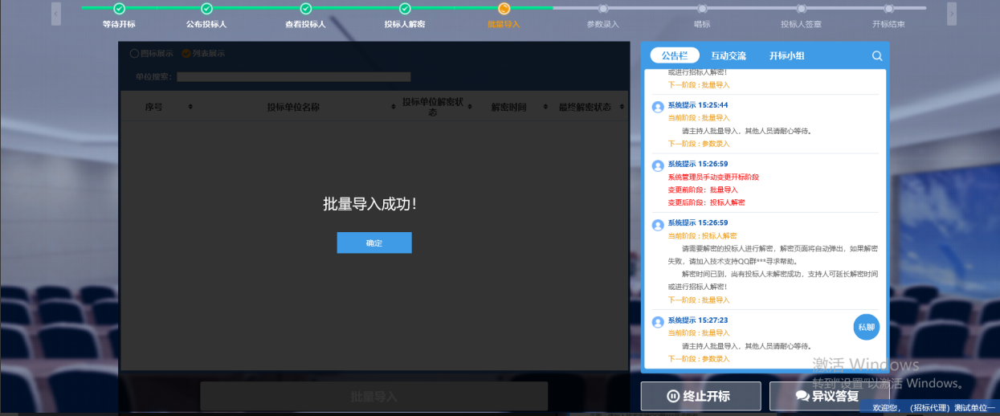 等待开标
公布投标人
查看投标人
投标人解密
批量导入
参数录入
唱标
投标人签章
开标结束
图标展示
列表展示
单位搜索：
序号
投标单位名称
投标单位解密状
态
解密时间
最终解密状态
批量导入成功！
确定
批量导入
公告栏
互动交流
开标小组
或进行招标人解密！
下一阶段：批量导入
系统提示 15:25:44
当前阶段：批量导入
请主持人批量导入，其他人员请耐心等待。
下一阶段：参数录入
系统提示 15:26:59
系统管理员手动变更开标阶段
变更前阶段：批量导入
变更后阶段：投标人解密
系统提示 15:26:59
当前阶段：投标人解密
请需要解密的投标人进行解密，解密页面将自动弹出，如果解密
失败，请加入技术支持QQ群***寻求帮助。
解密时间已到，尚有投标人未解密成功，支持人可延长解密时间
或进行招标人解密！
下一阶段：批量导入
系统提示 15:27:23
当前阶段：批量导入
请主持人批量导入，其他人员请耐心等待。
下一阶段：参数录入
私聊
激活 Windows
转到"设置"以激活 Windows。
终止开标
异议答复
欢迎您，（招标代理）测试单位一